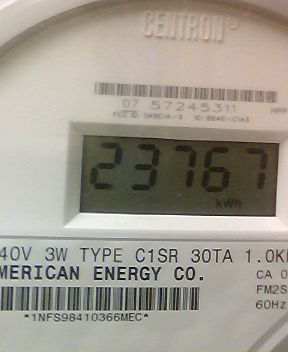 CENTRON
07 57245311
23767
kWh
40V 3W TYPE C1SR 30TA 1.0K
MERICAN ENERGY CO.
CA 0
FM2S
60Hz
*1NFS98410366MEC*